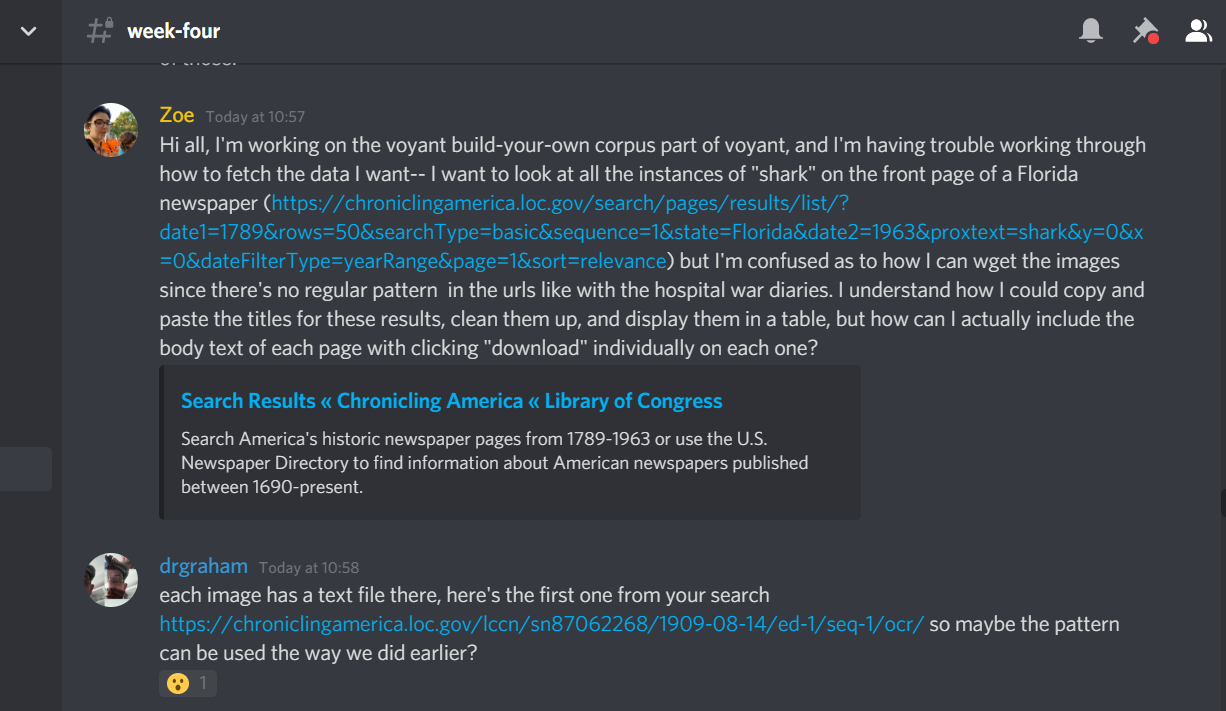 week-four
of those.
Zoe Today at 10:57
Hi all, I'm working on the voyant build-your-own corpus part of voyant, and I'm having trouble working through
how to fetch the data I want-- I want to look at all the instances of "shark" on the front page of a Florida
newspaper (https://chroniclingamerica.loc.gov/search/pages/results/list/?
date1=1789&rows=50&searchType=basic&sequence=1&state=Florida&date2=1963&proxtext=shark&y=0&x
=0&dateFilterType=yearRange&page=1&sort=relevance) but I'm confused as to how I can wget the images
since there's no regular pattern in the urls like with the hospital war diaries. I understand how I could copy and
paste the titles for these results, clean them up, and display them in a table, but how can I actually include the
body text of each page with clicking "download" individually on each one?
Search Results « Chronicling America « Library of Congress
Search America's historic newspaper pages from 1789-1963 or use the U.S.
Newspaper Directory to find information about American newspapers published
between 1690-present.
drgraham Today at 10:58
each image has a text file there, here's the first one from your search
https://chroniclingamerica.loc.gov/lccn/sn87062268/1909-08-14/ed-1/seq-1/ocr/ so maybe the pattern
can be used the way we did earlier?
1